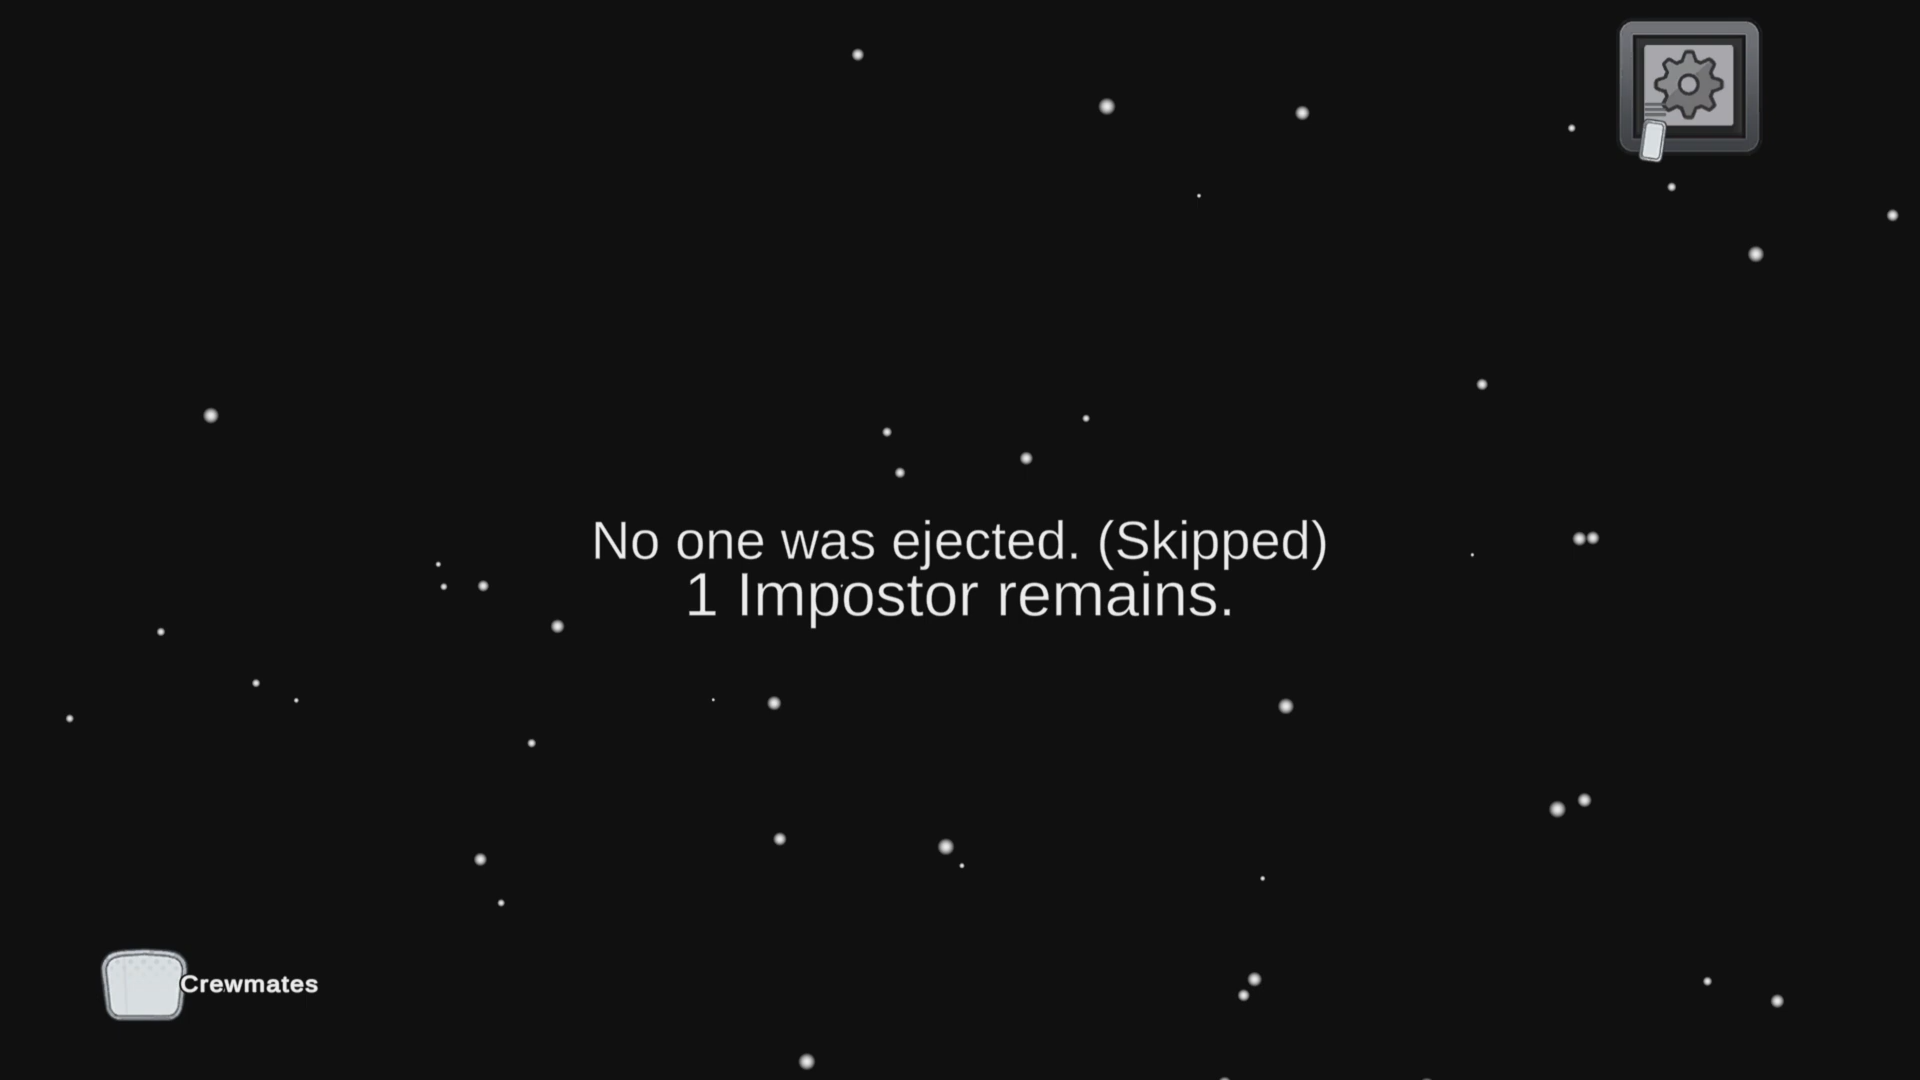 No one was ejected. (Skipped)
1 Impostor remains.
Crewmates